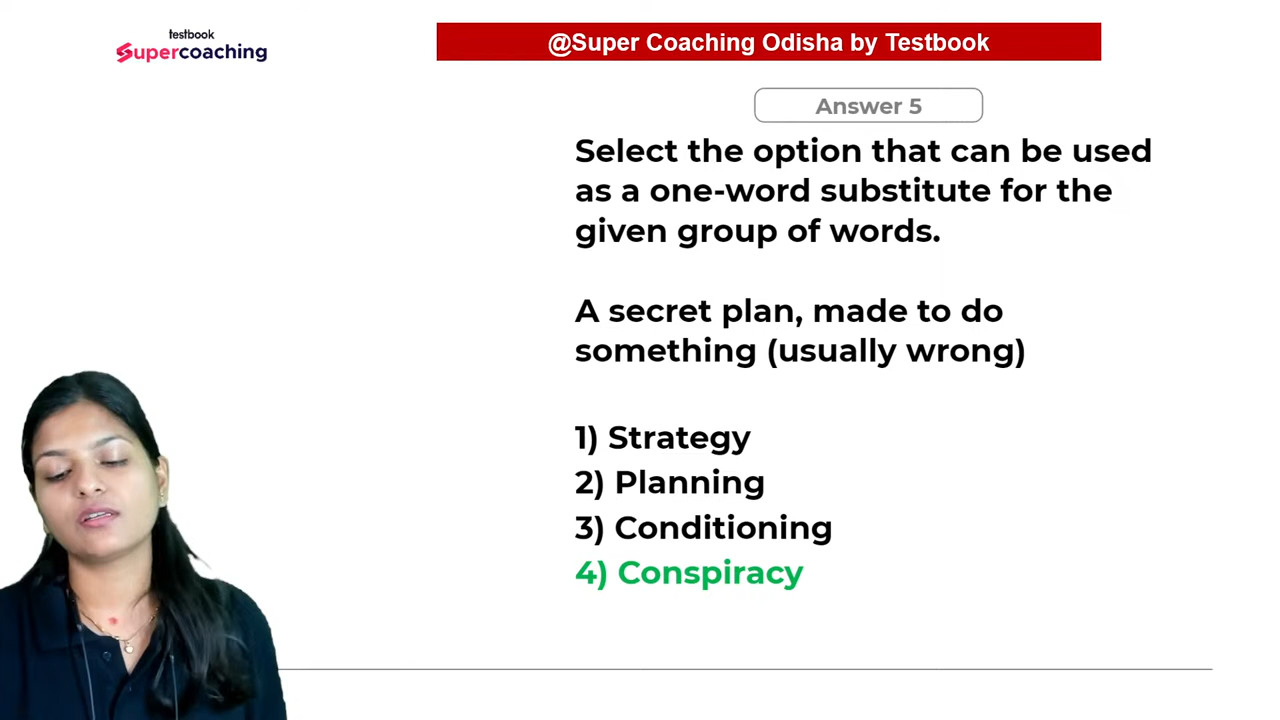 testbook
Supercoaching
@Super Coaching Odisha by Testbook
Answer 5
Select the option that can be used
as a one-word substitute for the
given group of words.
A secret plan, made to do
something (usually wrong)
1) Strategy
2) Planning
3) Conditioning
4) Conspiracy